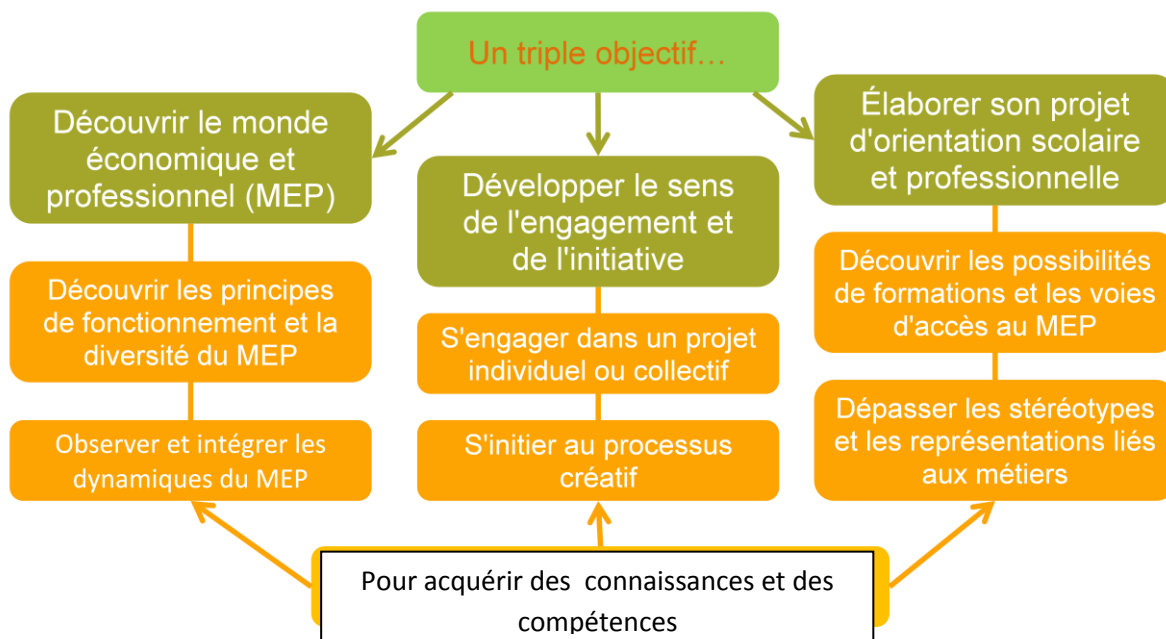 Un triple objectif…
Découvrir le monde
économique et
professionnel (MEP)
Découvrir les principes
de fonctionnement et la
diversité du MEP
Observer et intégrer les
dynamiques du MEP
Développer le sens
de l'engagement et
de l'initiative
S'engager dans un projet
individuel ou collectif
S'initier au processus
créatif
Élaborer son projet
d'orientation scolaire
et professionnelle
Découvrir les possibilités
de formations et les voies
d'accès au MEP
Dépasser les stéréotypes
et les représentations liés
aux métiers
Pour acquérir des  connaissances et des
compétences